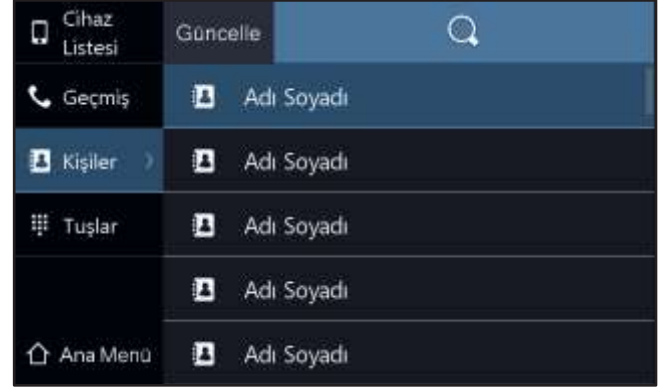 Cihaz
Listesi
Güncelle
Geçmiş
Adı Soyadı
Kişiler
Adı Soyadı
Tuşlar
Adı Soyadı
Adı Soyadı
Ana Menü
Adı Soyadı